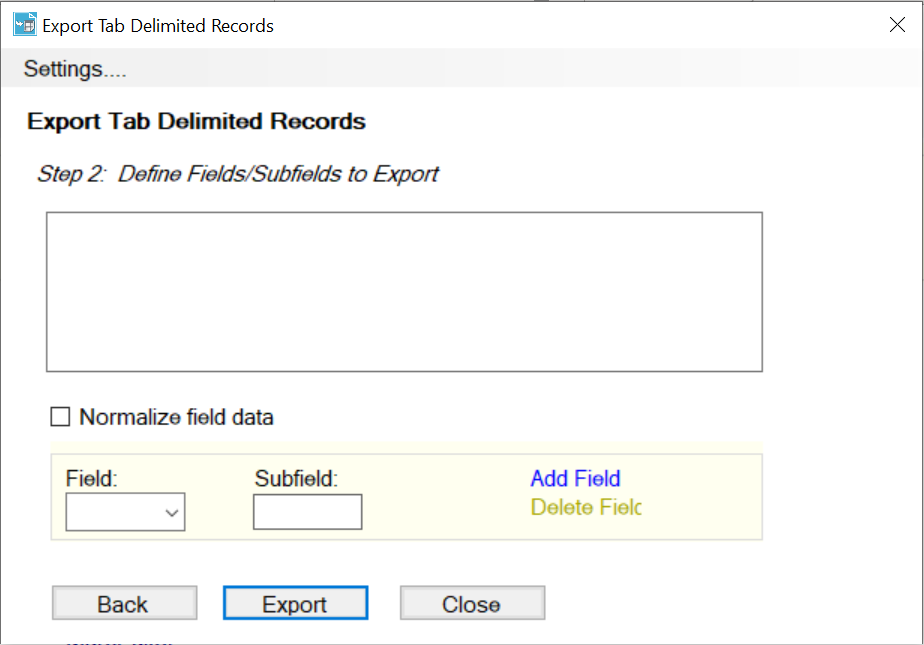 Export Tab Delimited Records
Settings....
Export Tab Delimited Records
Step 2: Define Fields/Subfields to Export
Normalize field data
Field: Subfield: Add Field
Delete Field
Back Export Close